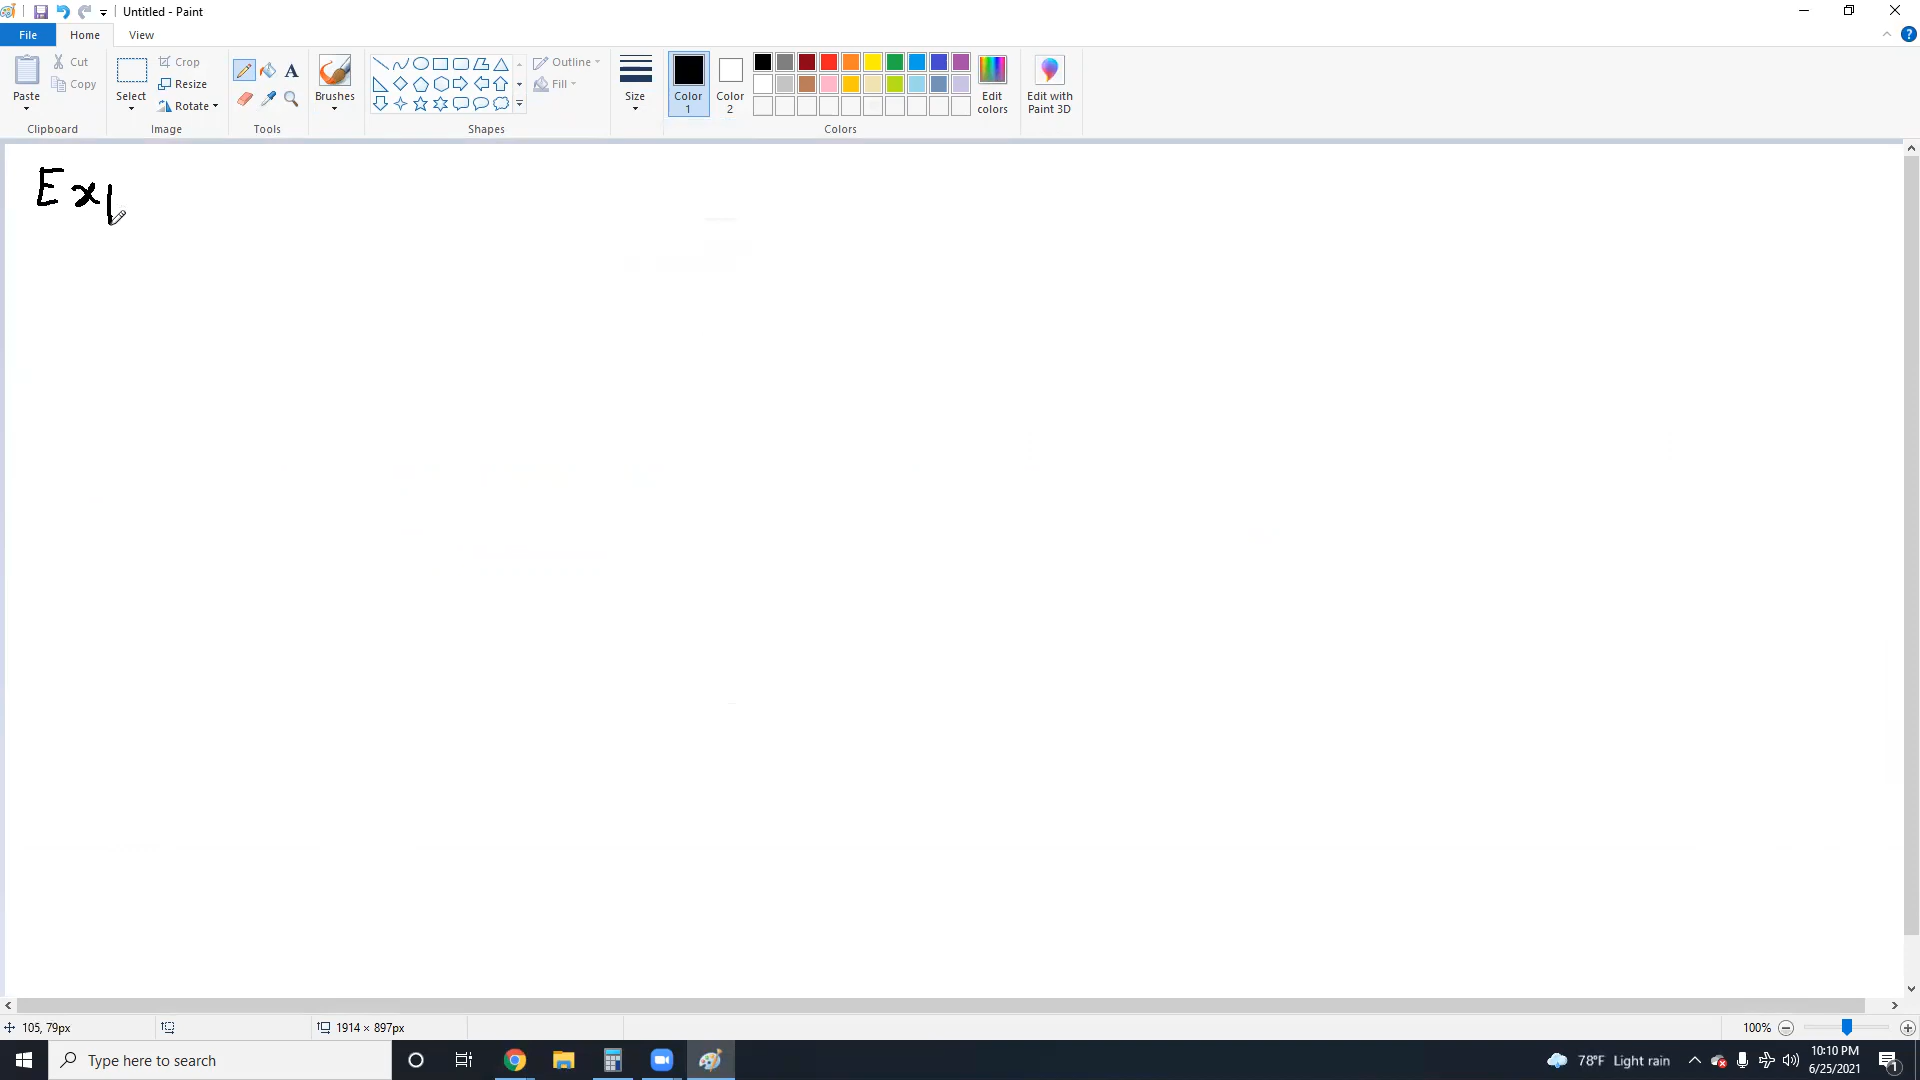 Untitled - Paint
File Home View
Paste
Cut
Copy
Clipboard
Select
Crop
Resize
Rotate
Image
Tools
Brushes
Shapes
Outline
Fill
Size
Color 1
Color 2
Edit colors
Colors
Edit with Paint 3D
Ex
105, 79px
1914 × 897px
100%
Type here to search
78°F Light rain
10:10 PM
6/25/2021
1